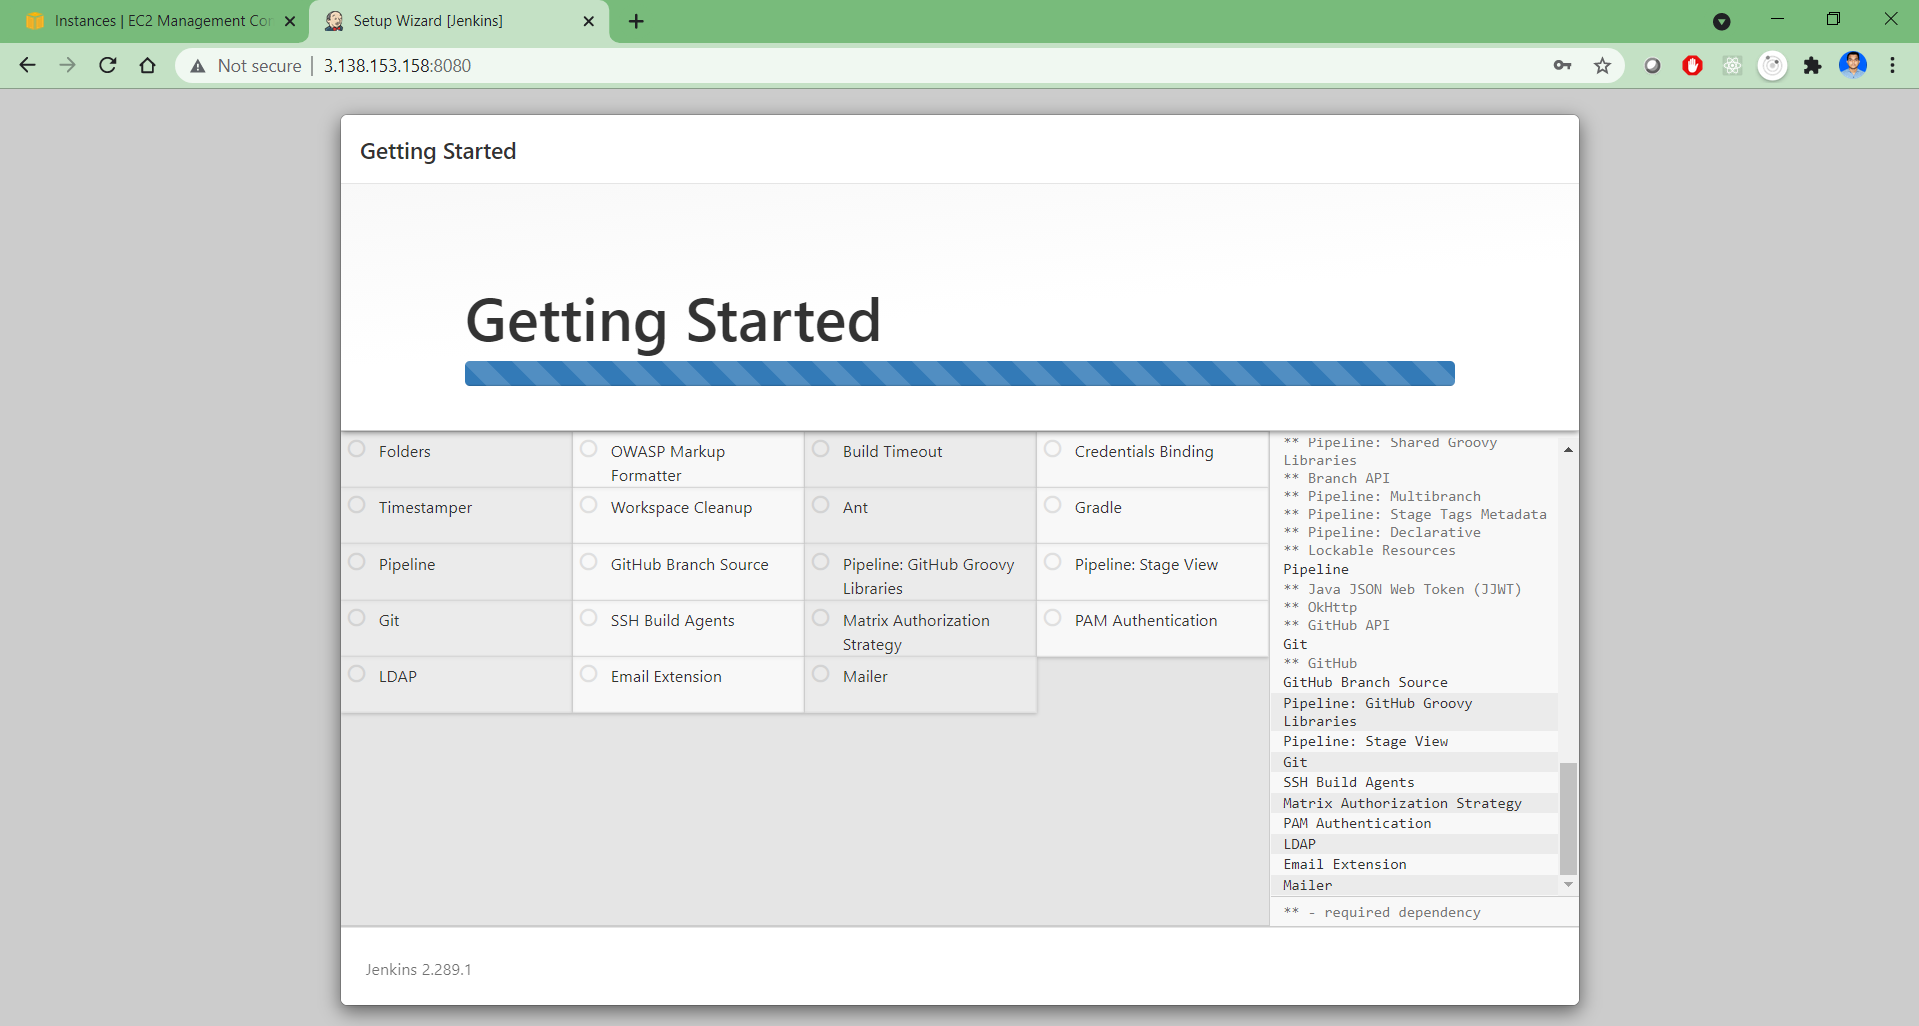 Instances | EC2 Management Con
Setup Wizard [Jenkins]
Not secure
3.138.153.158:8080
Getting Started
Getting Started
Folders
OWASP Markup
Formatter
Build Timeout
Credentials Binding
Timestamper
Workspace Cleanup
Ant
Gradle
Pipeline
GitHub Branch Source
Pipeline: GitHub Groovy
Libraries
Pipeline: Stage View
Git
SSH Build Agents
Matrix Authorization
Strategy
PAM Authentication
LDAP
Email Extension
Mailer
** Pipeline: Shared Groovy
Libraries
** Branch API
** Pipeline: Multibranch
** Pipeline: Stage Tags Metadata
** Pipeline: Declarative
** Lockable Resources
Pipeline
** Java JSON Web Token (JJWT)
** OkHttp
** GitHub API
Git
** GitHub
GitHub Branch Source
Pipeline: GitHub Groovy
Libraries
Pipeline: Stage View
Git
SSH Build Agents
Matrix Authorization Strategy
PAM Authentication
LDAP
Email Extension
Mailer
** - required dependency
Jenkins 2.289.1